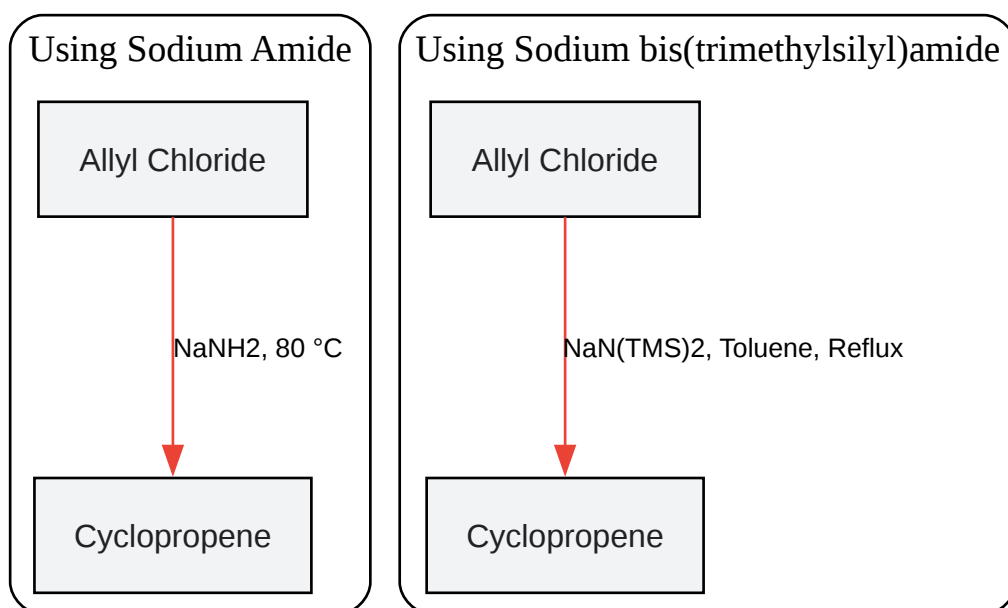 Using Sodium Amide
Allyl Chloride
NaNH2, 80 °C
Cyclopropene
Using Sodium bis(trimethylsilyl)amide
Allyl Chloride
NaN(TMS)2, Toluene, Reflux
Cyclopropene